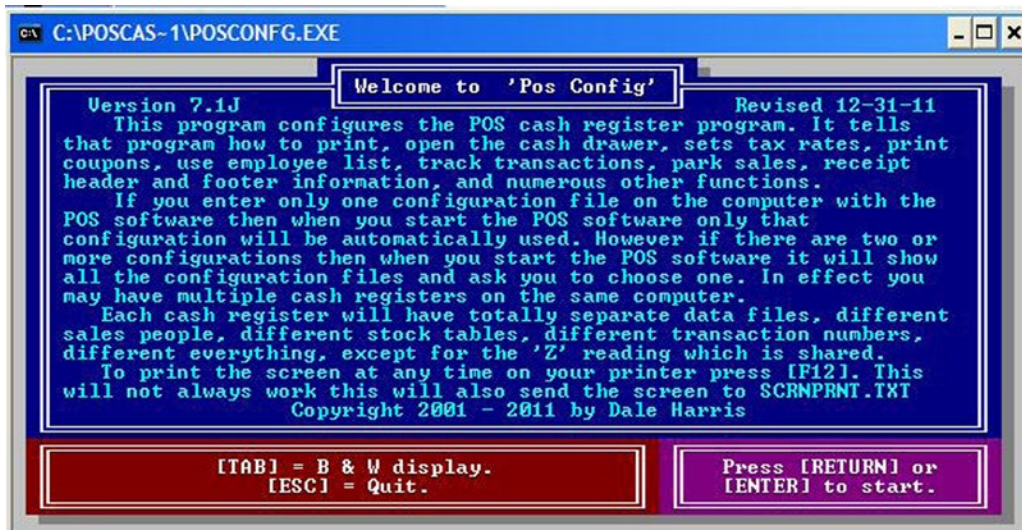 C:\POSCAS~1\POSCONFG.EXE
Welcome to 'Pos Config'
Version 7.1J Revised 12-31-11
This program configures the POS cash register program. It tells
that program how to print, open the cash drawer, sets tax rates, print
coupons, use employee list, track transactions, park sales, receipt
header and footer information, and numerous other functions.
If you enter only one configuration file on the computer with the
POS software then when you start the POS software only that
configuration will be automatically used. However if there are two or
more configurations then when you start the POS software it will show
all the configuration files and ask you to choose one. In effect you
may have multiple cash registers on the same computer.
Each cash register will have totally separate data files, different
sales people, different stock tables, different transaction numbers,
different everything, except for the 'Z' reading which is shared.
To print the screen at any time on your printer press [F12]. This
will not always work this will also send the screen to SCRNPRNT.TXT
Copyright 2001 - 2011 by Dale Harris
[TAB] = B & W display.
[ESC] = Quit.
Press [RETURN] or
[ENTER] to start.